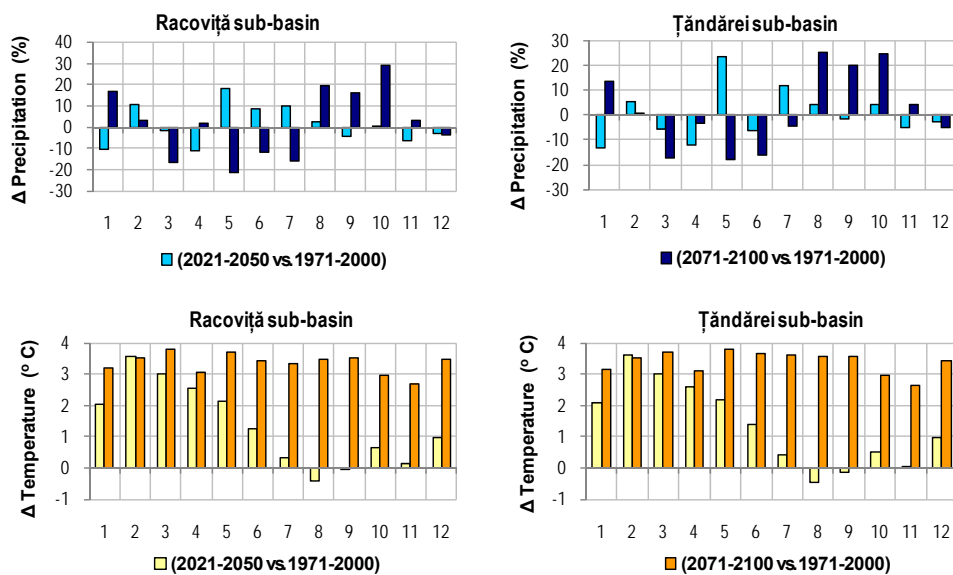 Racoviță sub-basin
Δ Precipitation (%)
40
30
20
10
0
-10
-20
-30
1 2 3 4 5 6 7 8 9 10 11 12
(2021-2050 vs.1971-2000)
Țăndărei sub-basin
Δ Precipitation (%)
30
20
10
0
-10
-20
-30
1 2 3 4 5 6 7 8 9 10 11 12
(2071-2100 vs.1971-2000)
Racoviță sub-basin
Δ Temperature (° C)
4
3
2
1
0
-1
1 2 3 4 5 6 7 8 9 10 11 12
(2021-2050 vs.1971-2000)
Țăndărei sub-basin
Δ Temperature (° C)
4
3
2
1
0
-1
1 2 3 4 5 6 7 8 9 10 11 12
(2071-2100 vs.1971-2000)